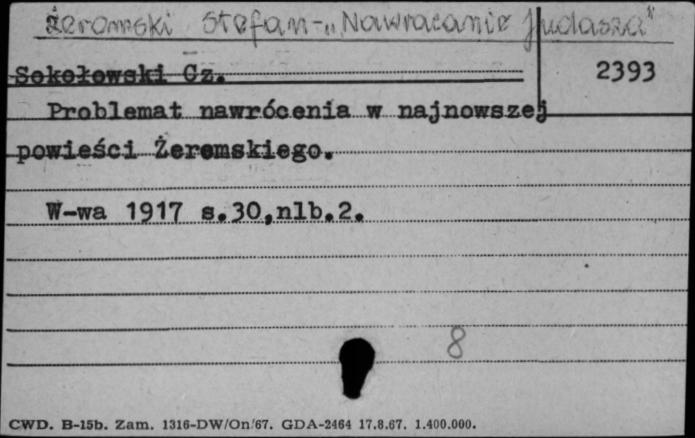 Żeromski Stefan - „Nawracanie Judasza"
Sokołowski Cz. 2393
Problemat nawrócenia w najnowszej
powieści Żeromskiego.
W-wa 1917 s.30,nlb.2.
8
CWD. B-15b. Zam. 1316-DW/On/67. GDA-2464 17.8.67. 1.400.000.